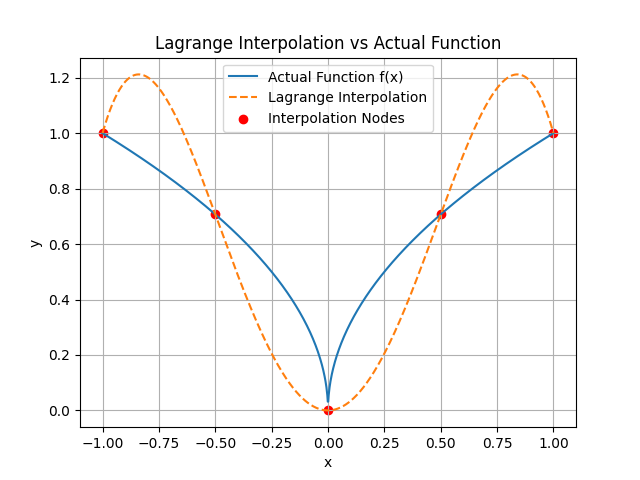 Lagrange Interpolation vs Actual Function
Actual Function f(x)
Lagrange Interpolation
Interpolation Nodes
y
1.2
1.0
0.8
0.6
0.4
0.2
0.0
−1.00 −0.75 −0.50 −0.25 0.00 0.25 0.50 0.75 1.00
x